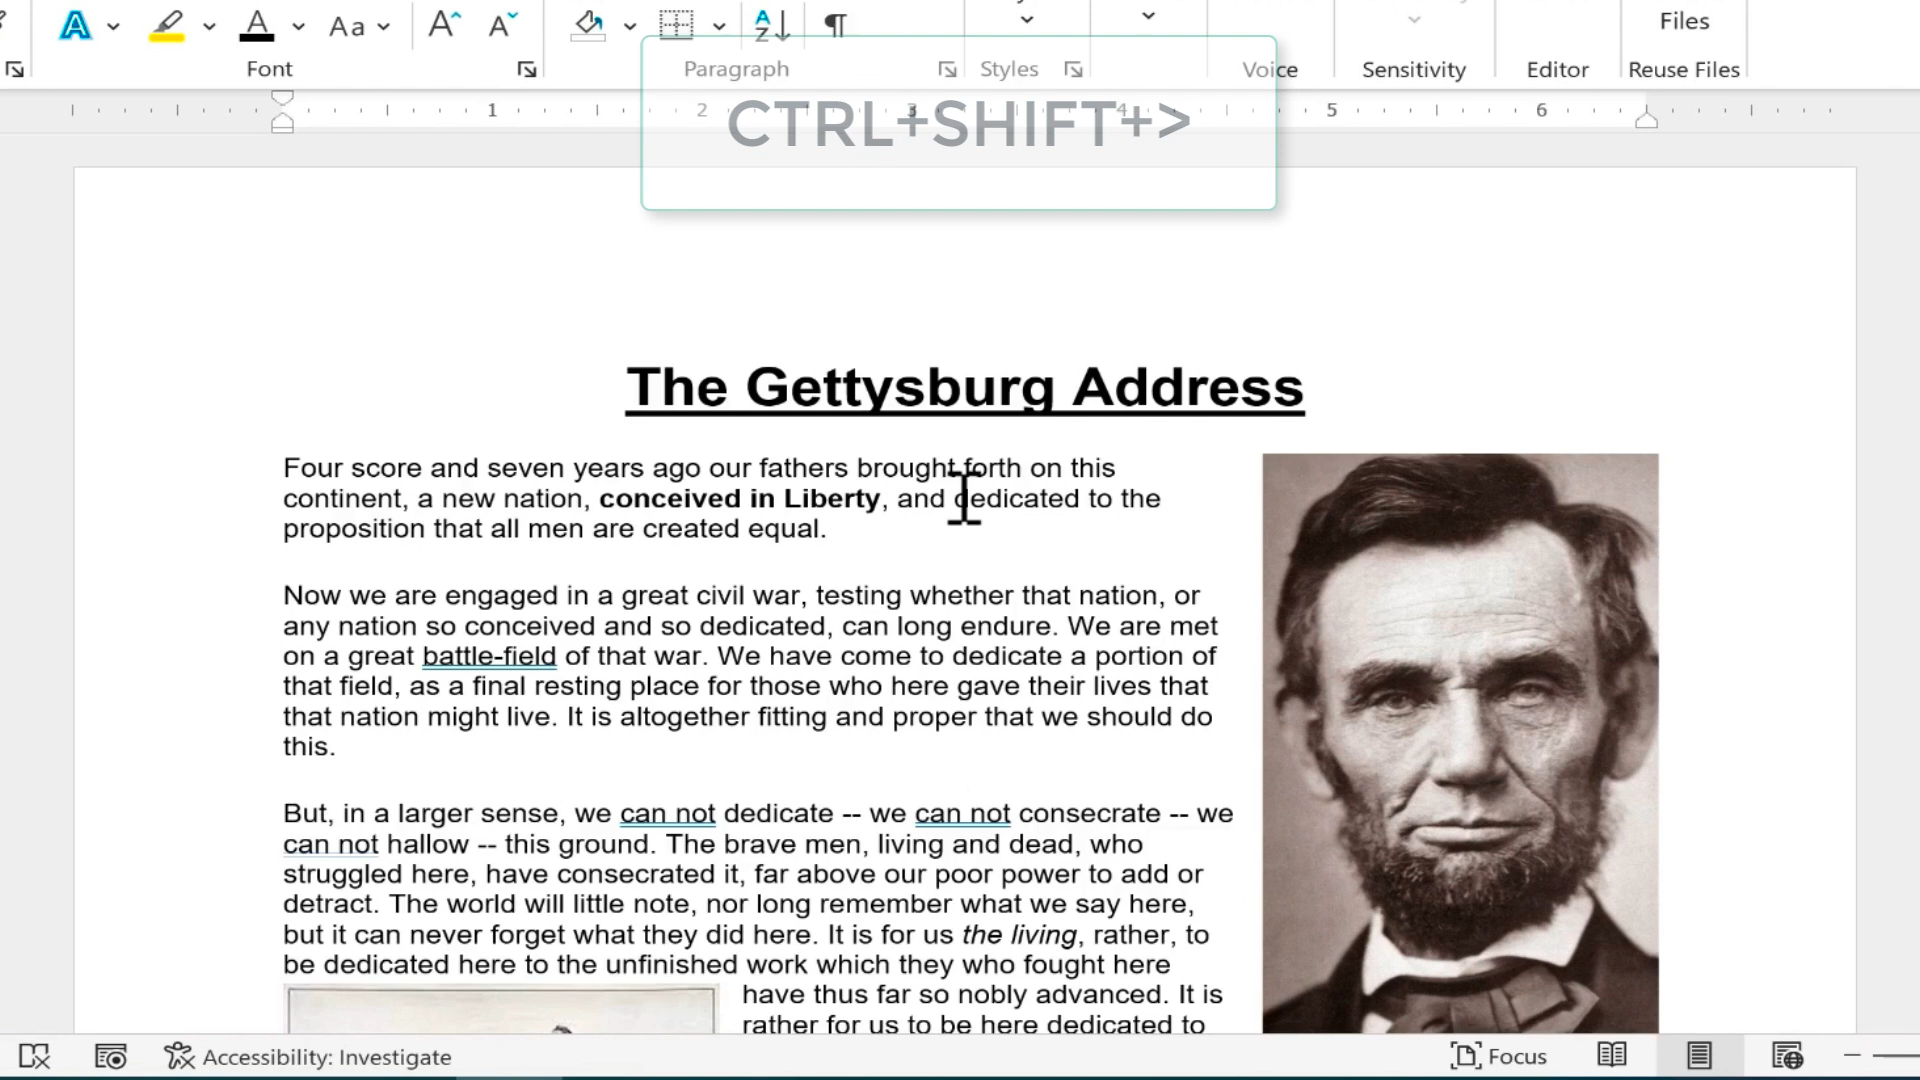 Aa
Files
Font
Paragraph
Styles
Voice
Sensitivity
Editor
Reuse Files
1 2 3 4 5 6
CTRL+SHIFT+>
The Gettysburg Address
Four score and seven years ago our fathers brought forth on this
continent, a new nation, conceived in Liberty, and dedicated to the
proposition that all men are created equal.
Now we are engaged in a great civil war, testing whether that nation, or
any nation so conceived and so dedicated, can long endure. We are met
on a great battle-field of that war. We have come to dedicate a portion of
that field, as a final resting place for those who here gave their lives that
that nation might live. It is altogether fitting and proper that we should do
this.
But, in a larger sense, we can not dedicate -- we can not consecrate -- we
can not hallow -- this ground. The brave men, living and dead, who
struggled here, have consecrated it, far above our poor power to add or
detract. The world will little note, nor long remember what we say here,
but it can never forget what they did here. It is for us the living, rather, to
be dedicated here to the unfinished work which they who fought here
have thus far so nobly advanced. It is
rather for us to be here dedicated to
Accessibility: Investigate
Focus